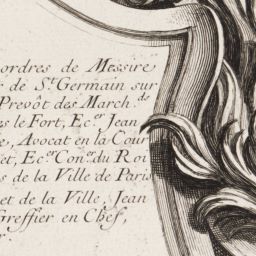 ordres de Messire
de St. Germain sur
Prevôt des March.ds
es le Fort, Ec.er Jean
e, Avocat en la Cour
et, Ec.er Con.er du Roi
s de la Ville de Paris
et de la Ville, Jean
Greffier en Chef,